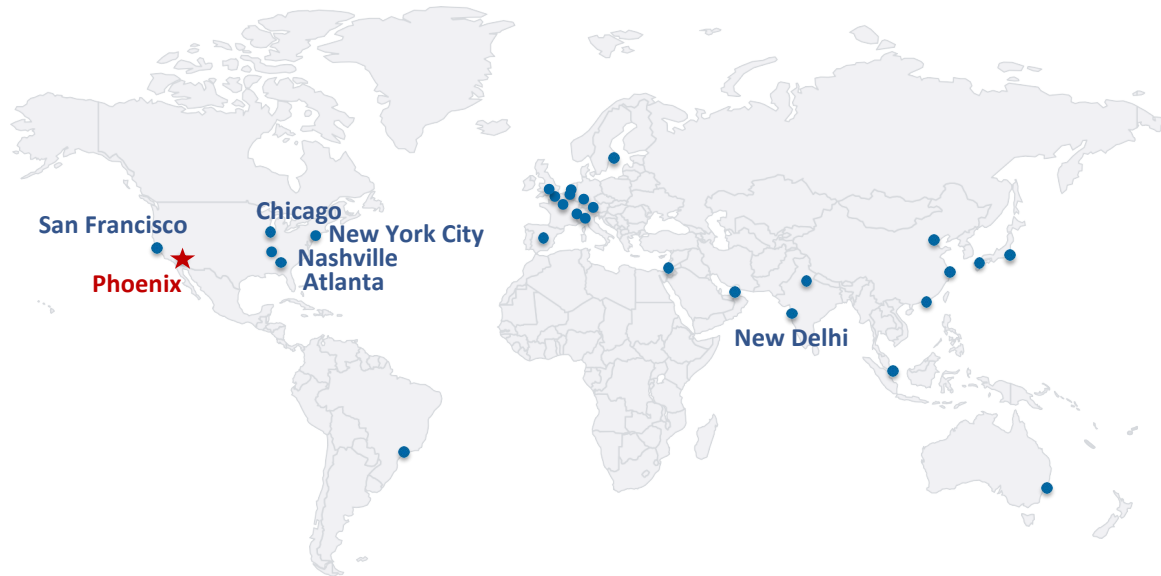 San Francisco
Chicago
New York City
Nashville
Atlanta
Phoenix
New Delhi